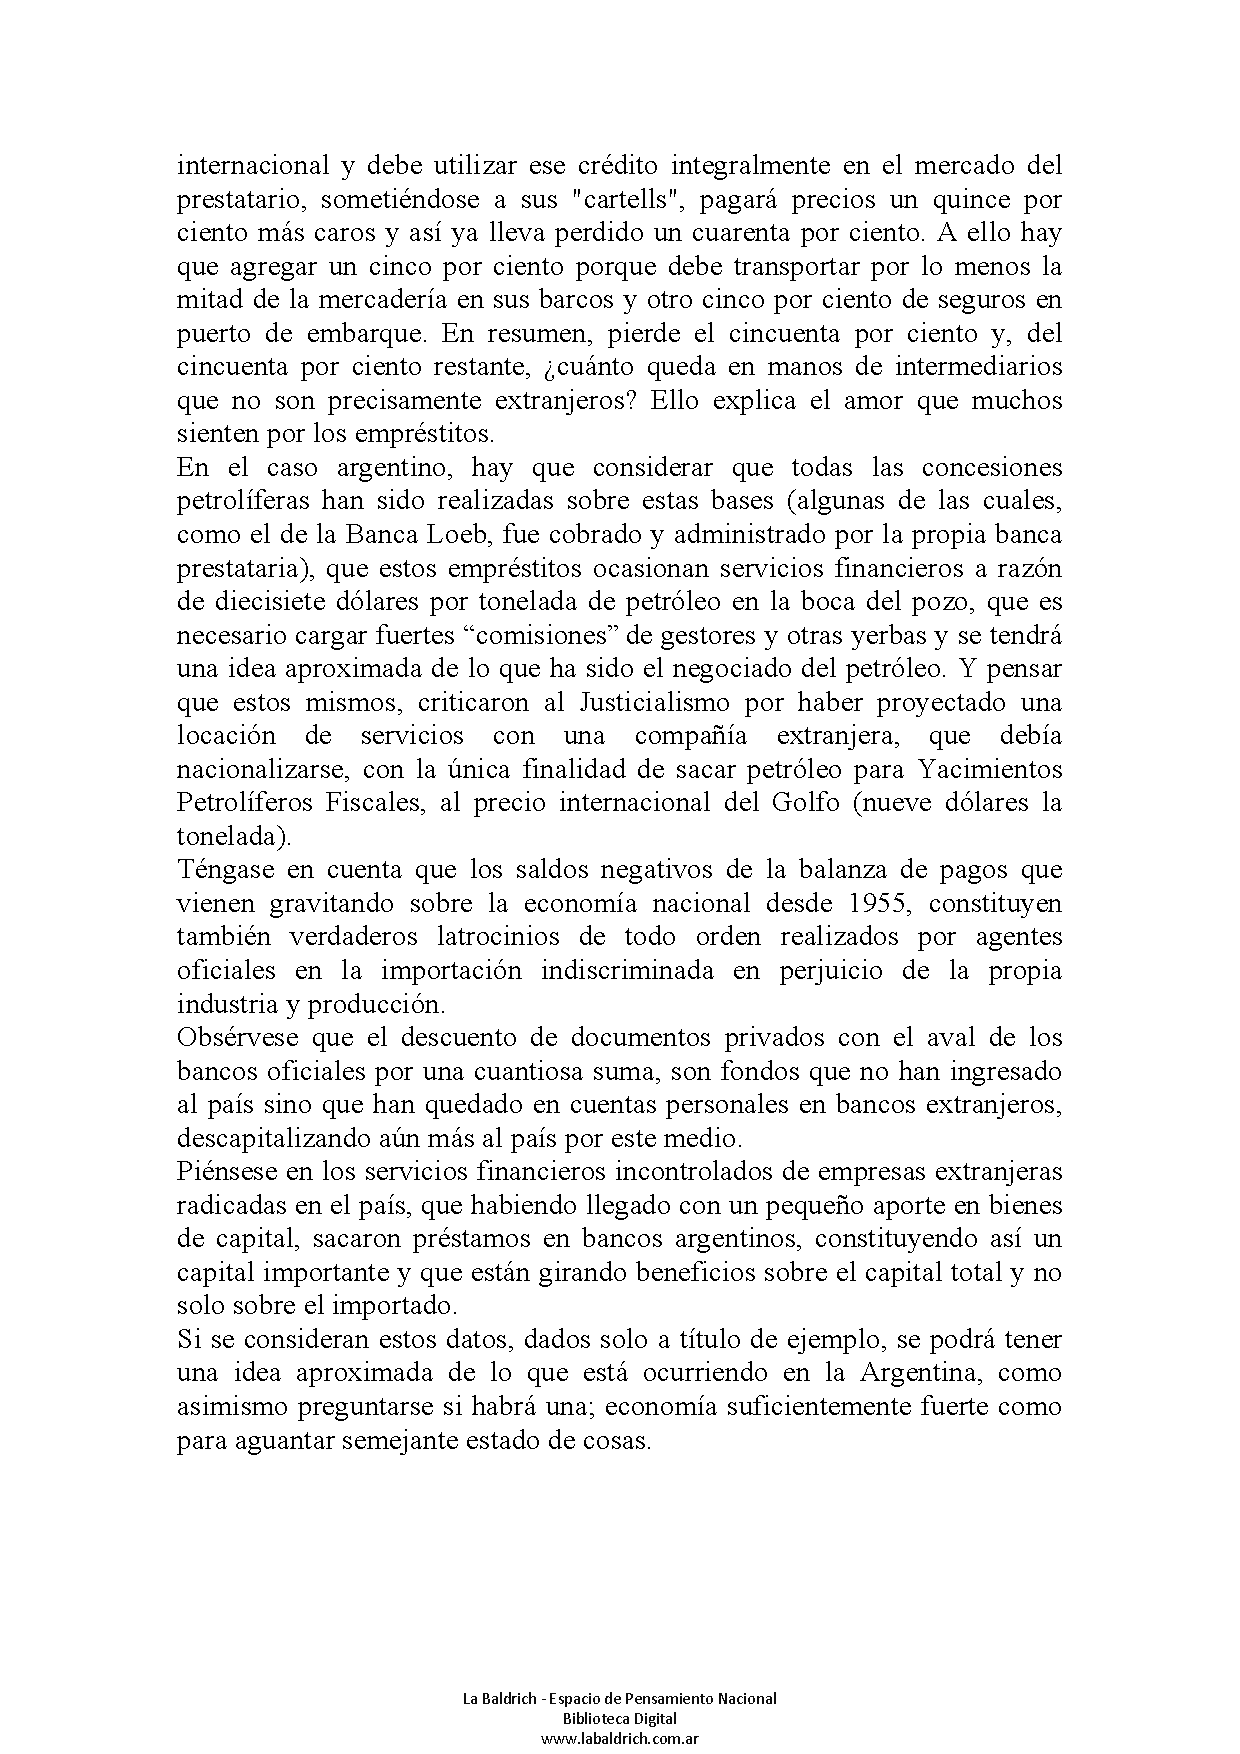 internacional y debe utilizar ese crédito integralmente en el mercado del
prestatario, sometiéndose a sus "cartells", pagará precios un quince por
ciento más caros y así ya lleva perdido un cuarenta por ciento. A ello hay
que agregar un cinco por ciento porque debe transportar por lo menos la
mitad de la mercadería en sus barcos y otro cinco por ciento de seguros en
puerto de embarque. En resumen, pierde el cincuenta por ciento y, del
cincuenta por ciento restante, ¿cuánto queda en manos de intermediarios
que no son precisamente extranjeros? Ello explica el amor que muchos
sienten por los empréstitos.
En el caso argentino, hay que considerar que todas las concesiones
petrolíferas han sido realizadas sobre estas bases (algunas de las cuales,
como el de la Banca Loeb, fue cobrado y administrado por la propia banca
prestataria), que estos empréstitos ocasionan servicios financieros a razón
de diecisiete dólares por tonelada de petróleo en la boca del pozo, que es
necesario cargar fuertes “comisiones” de gestores y otras yerbas y se tendrá
una idea aproximada de lo que ha sido el negociado del petróleo. Y pensar
que estos mismos, criticaron al Justicialismo por haber proyectado una
locación de servicios con una compañía extranjera, que debía
nacionalizarse, con la única finalidad de sacar petróleo para Yacimientos
Petrolíferos Fiscales, al precio internacional del Golfo (nueve dólares la
tonelada).
Téngase en cuenta que los saldos negativos de la balanza de pagos que
vienen gravitando sobre la economía nacional desde 1955, constituyen
también verdaderos latrocinios de todo orden realizados por agentes
oficiales en la importación indiscriminada en perjuicio de la propia
industria y producción.
Obsérvese que el descuento de documentos privados con el aval de los
bancos oficiales por una cuantiosa suma, son fondos que no han ingresado
al país sino que han quedado en cuentas personales en bancos extranjeros,
descapitalizando aún más al país por este medio.
Piénsese en los servicios financieros incontrolados de empresas extranjeras
radicadas en el país, que habiendo llegado con un pequeño aporte en bienes
de capital, sacaron préstamos en bancos argentinos, constituyendo así un
capital importante y que están girando beneficios sobre el capital total y no
solo sobre el importado.
Si se consideran estos datos, dados solo a título de ejemplo, se podrá tener
una idea aproximada de lo que está ocurriendo en la Argentina, como
asimismo preguntarse si habrá una; economía suficientemente fuerte como
para aguantar semejante estado de cosas.
La Baldrich - Espacio de Pensamiento Nacional
Biblioteca Digital
www.labaldrich.com.ar